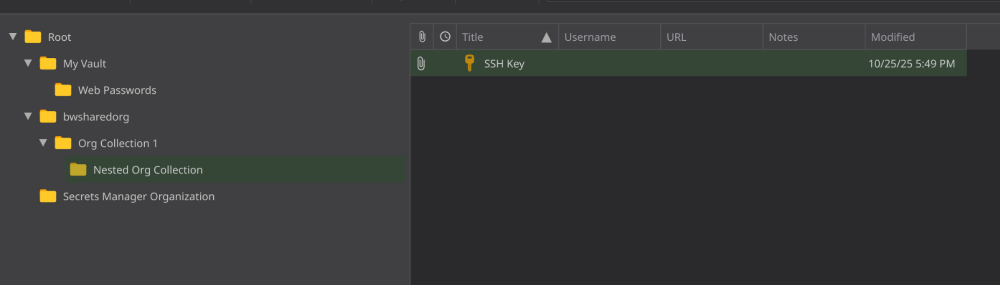 Root
My Vault
Web Passwords
bwsharedorg
Org Collection 1
Nested Org Collection
Secrets Manager Organization
Title Username URL Notes Modified
SSH Key 10/25/25 5:49 PM